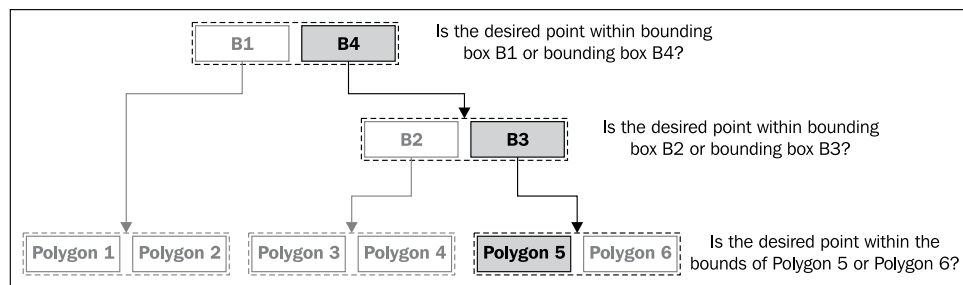 B1 B4
Is the desired point within bounding
box B1 or bounding box B4?
B2 B3
Is the desired point within bounding
box B2 or bounding box B3?
Polygon 1 Polygon 2 Polygon 3 Polygon 4 Polygon 5 Polygon 6
Is the desired point within the
bounds of Polygon 5 or Polygon 6?